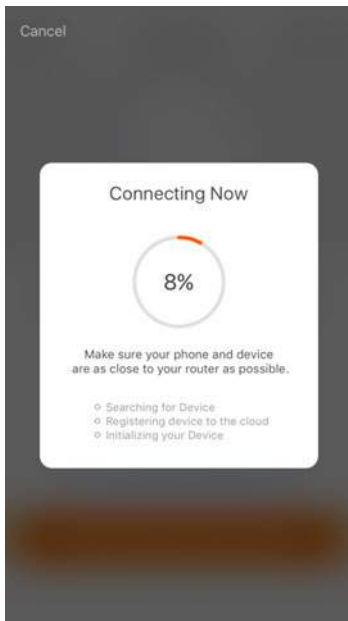 Cancel
Connecting Now
8%
Make sure your phone and device
are as close to your router as possible.
Searching for Device
Registering device to the cloud
Initializing your Device